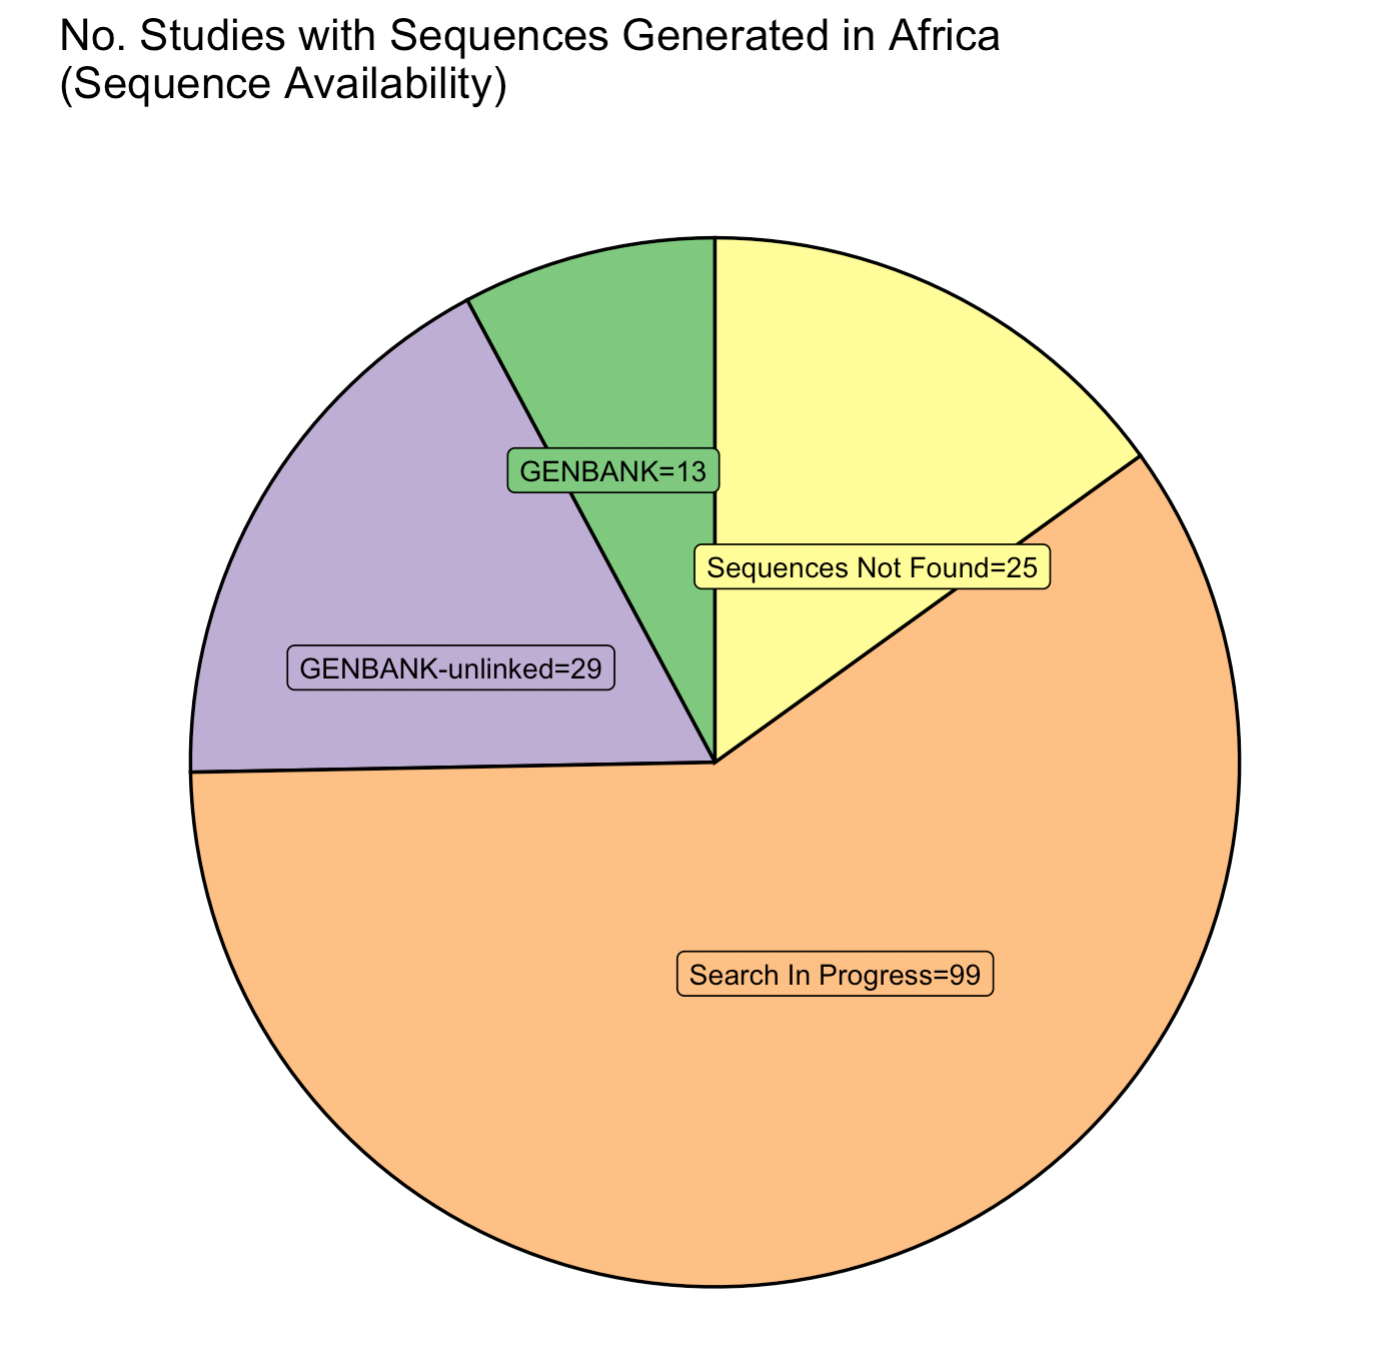 No. Studies with Sequences Generated in Africa
(Sequence Availability)
GENBANK=13
Sequences Not Found=25
GENBANK-unlinked=29
Search In Progress=99